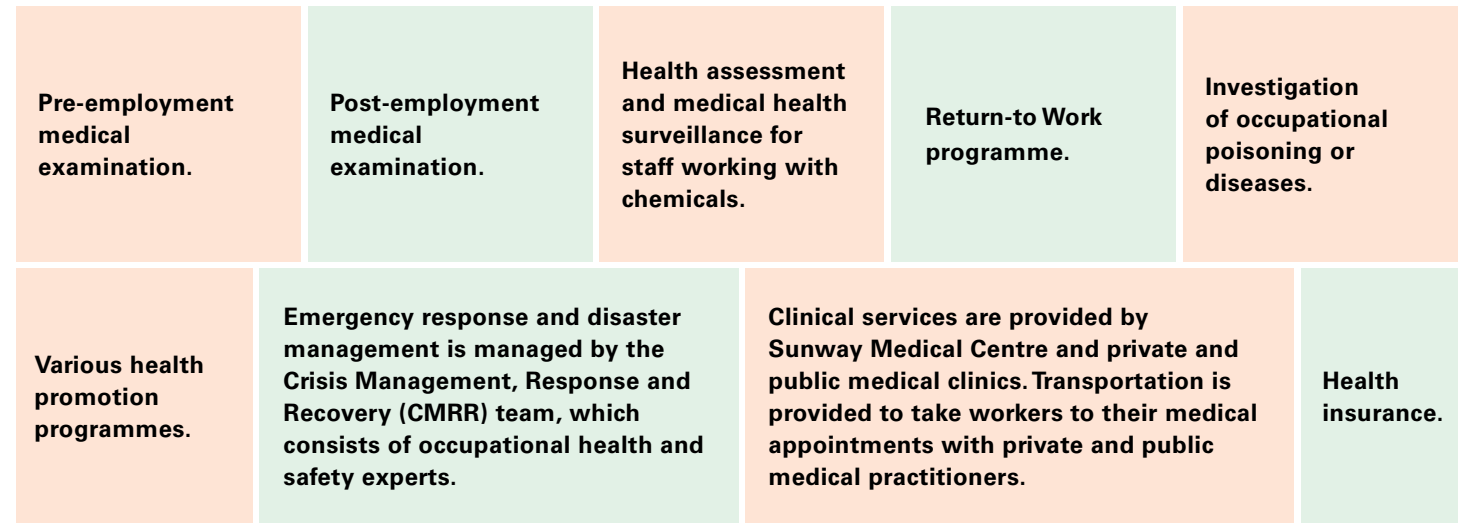 Pre-employment
medical
examination.
Post-employment
medical
examination.
Health assessment
and medical health
surveillance for
staff working with
chemicals.
Return-to Work
programme.
Investigation
of occupational
poisoning or
diseases.
Various health
promotion
programmes.
Emergency response and disaster
management is managed by the
Crisis Management, Response and
Recovery (CMRR) team, which
consists of occupational health and
safety experts.
Clinical services are provided by
Sunway Medical Centre and private and
public medical clinics. Transportation is
provided to take workers to their medical
appointments with private and public
medical practitioners.
Health
insurance.